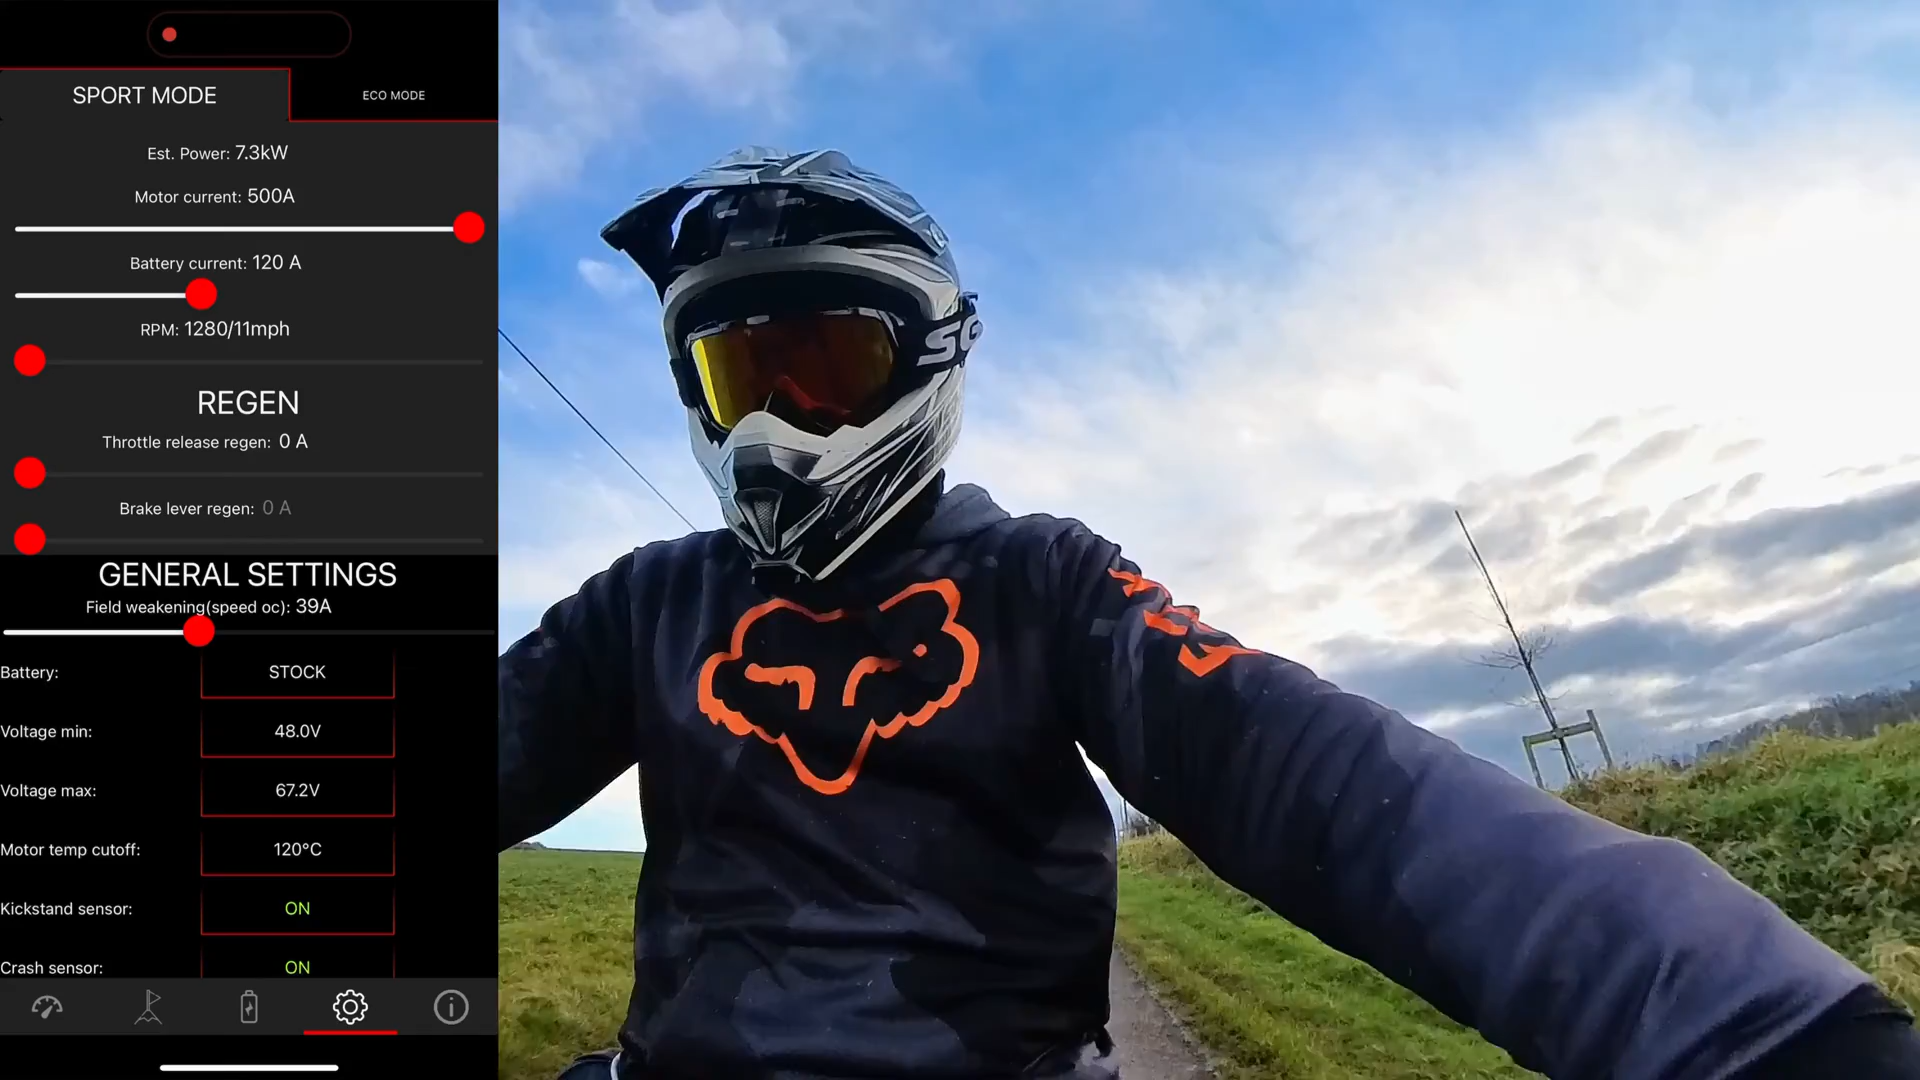 SPORT MODE
ECO MODE
Est. Power: 7.3kW
Motor current: 500A
Battery current: 120 A
RPM: 1280/11mph
REGEN
Throttle release regen: 0 A
Brake lever regen: 0 A
GENERAL SETTINGS
Field weakening(speed oc): 39A
Battery: STOCK
Voltage min: 48.0V
Voltage max: 67.2V
Motor temp cutoff: 120°C
Kickstand sensor: ON
Crash sensor: ON